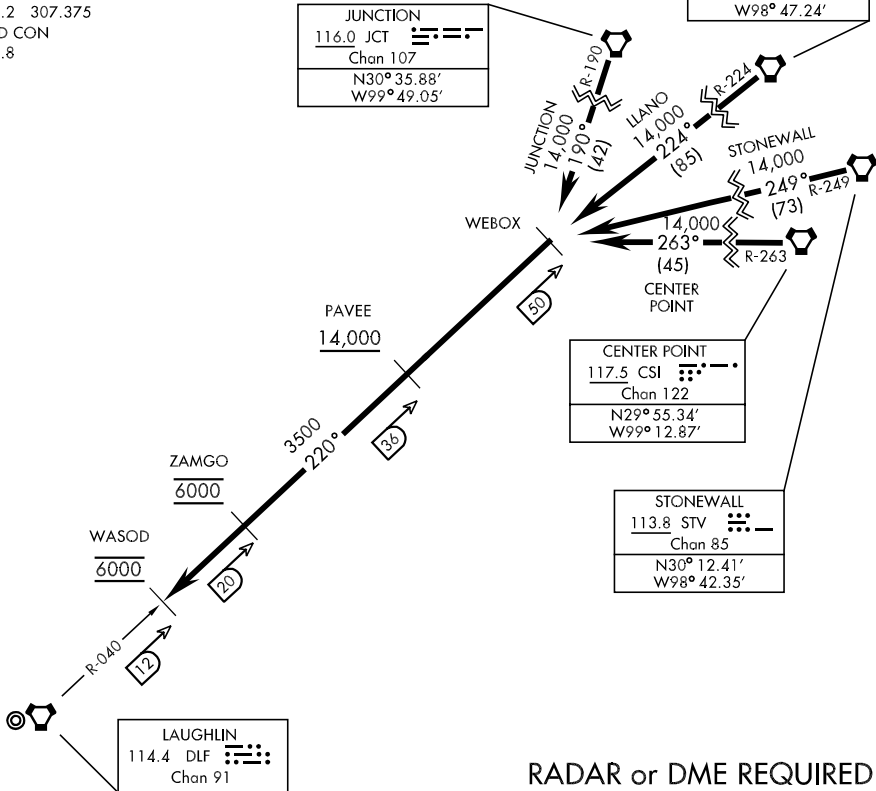 .2 307.375
D CON
.8
JUNCTION
116.0 JCT
Chan 107
N30° 35.88'
W99° 49.05'
W98° 47.24'
R-190
JUNCTION
14,000
190°
(42)
R-224
LLANO
14,000
224°
(85)
STONEWALL
14,000
249°
R-249
(73)
WEBOX
14,000
263°
R-263
(45)
CENTER
POINT
50
PAVEE
14,000
36
CENTER POINT
117.5 CSI
Chan 122
N29° 55.34'
W99° 12.87'
3500
220°
ZAMGO
6000
20
STONEWALL
113.8 STV
Chan 85
N30° 12.41'
W98° 42.35'
WASOD
6000
R-040
12
LAUGHLIN
114.4 DLF
Chan 91
RADAR or DME REQUIRED